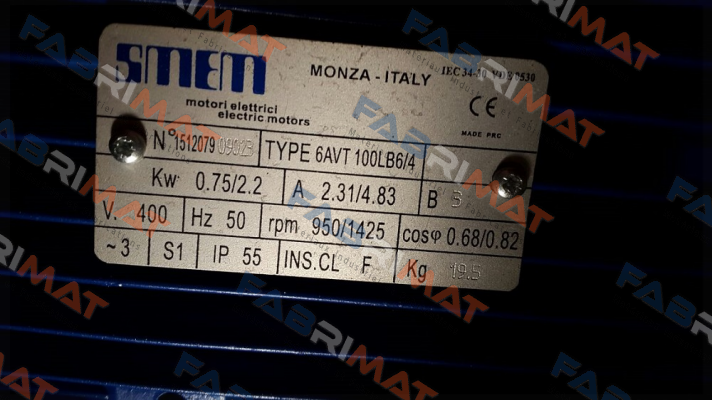 SMEM
MONZA - ITALY
motori elettrici
electric motors
CE
MADE PRC
N° 1512079 09023
TYPE 6AVT 100LB6/4
Kw 0.75/2.2
A 2.31/4.83
B 3
V. 400
Hz 50
rpm 950/1425
cosφ 0.68/0.82
~3
S1
IP 55
INS.CL F
Kg 19.5
FABRIMAT